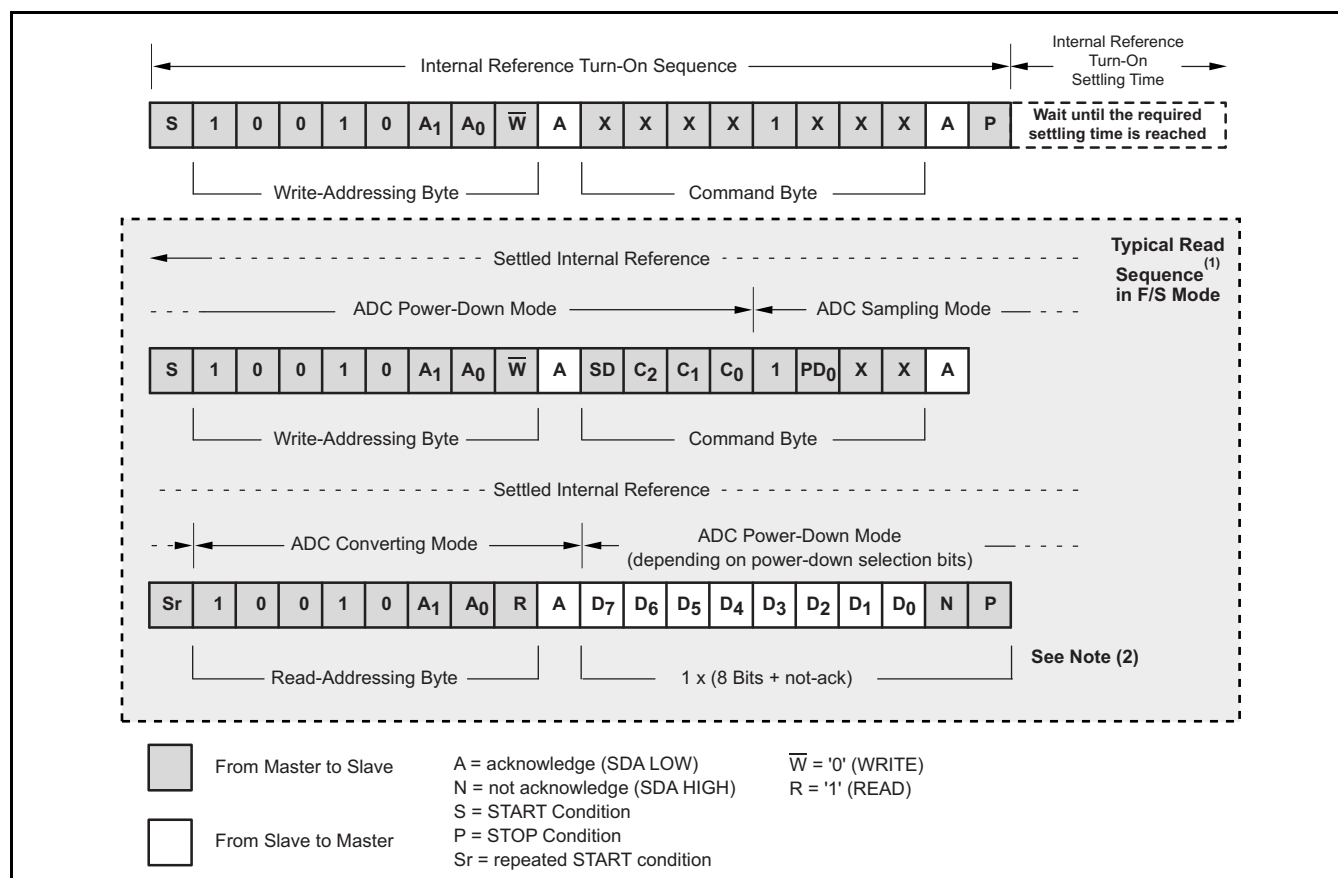 Internal Reference Turn-On Sequence
Internal Reference
Turn-On
Settling Time
S 1 0 0 1 0 A1 A0 W̅ A X X X X 1 X X X A P
Wait until the required
settling time is reached
Write-Addressing Byte Command Byte
Typical Read
Sequence(1)
in F/S Mode
Settled Internal Reference
ADC Power-Down Mode ADC Sampling Mode
S 1 0 0 1 0 A1 A0 W̅ A SD C2 C1 C0 1 PD0 X X A
Write-Addressing Byte Command Byte
Settled Internal Reference
ADC Converting Mode
ADC Power-Down Mode
(depending on power-down selection bits)
Sr 1 0 0 1 0 A1 A0 R A D7 D6 D5 D4 D3 D2 D1 D0 N P
Read-Addressing Byte 1 x (8 Bits + not-ack)
See Note (2)
From Master to Slave
From Slave to Master
A = acknowledge (SDA LOW)
N = not acknowledge (SDA HIGH)
S = START Condition
P = STOP Condition
Sr = repeated START condition
W̅ = '0' (WRITE)
R = '1' (READ)